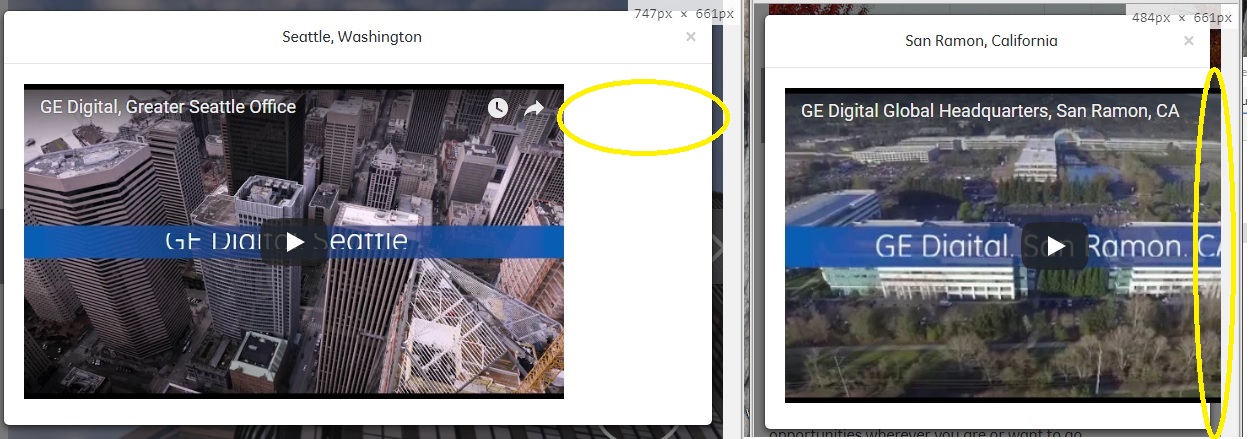 747px × 661px
Seattle, Washington
×
GE Digital, Greater Seattle Office
GE Digital, Seattle
484px × 661px
San Ramon, California
×
GE Digital Global Headquarters, San Ramon, CA
GE Digital, San Ramon, CA
opportunities wherever you are or want to go